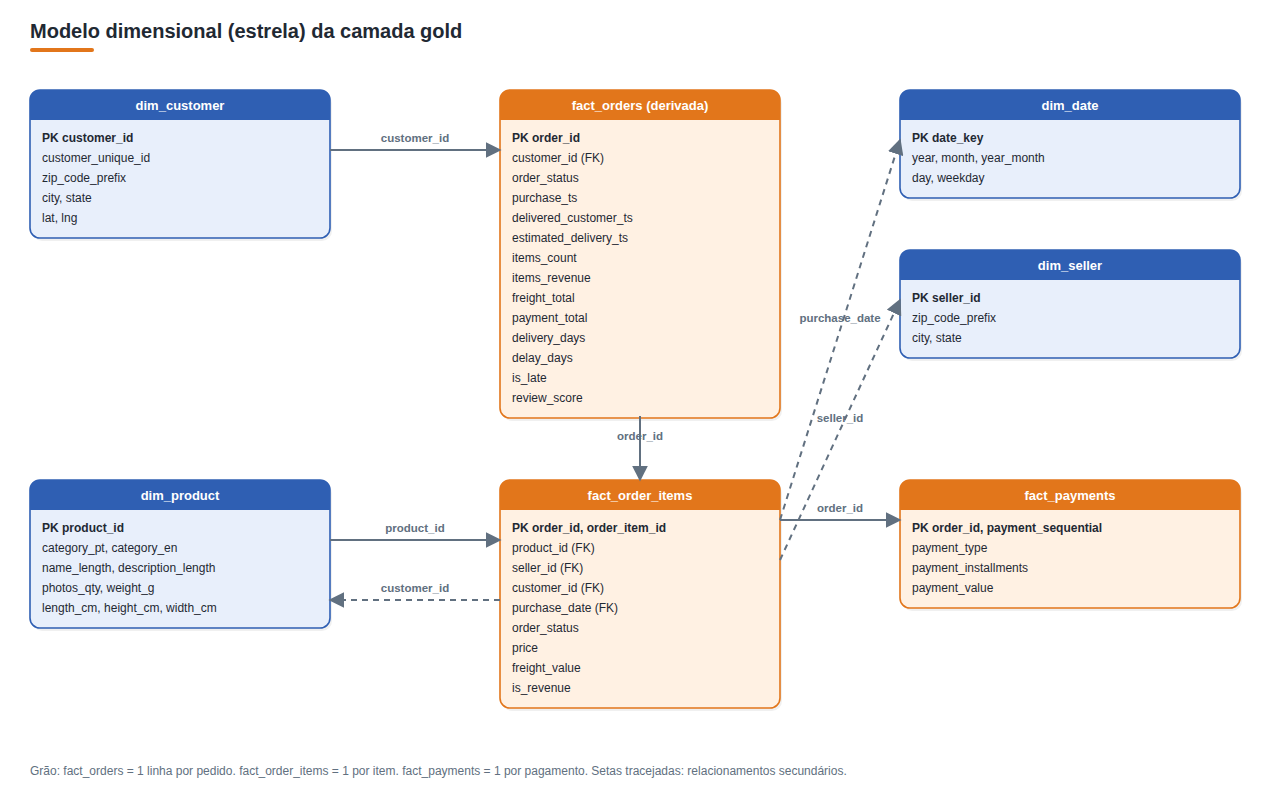 Modelo dimensional (estrela) da camada gold
dim_customer
PK customer_id
customer_unique_id
zip_code_prefix
city, state
lat, lng
customer_id
fact_orders (derivada)
PK order_id
customer_id (FK)
order_status
purchase_ts
delivered_customer_ts
estimated_delivery_ts
items_count
items_revenue
freight_total
payment_total
delivery_days
delay_days
is_late
review_score
dim_date
PK date_key
year, month, year_month
day, weekday
dim_seller
PK seller_id
zip_code_prefix
city, state
purchase_date
seller_id
order_id
dim_product
PK product_id
category_pt, category_en
name_length, description_length
photos_qty, weight_g
length_cm, height_cm, width_cm
product_id
customer_id
fact_order_items
PK order_id, order_item_id
product_id (FK)
seller_id (FK)
customer_id (FK)
purchase_date (FK)
order_status
price
freight_value
is_revenue
order_id
fact_payments
PK order_id, payment_sequential
payment_type
payment_installments
payment_value
Grão: fact_orders = 1 linha por pedido. fact_order_items = 1 por item. fact_payments = 1 por pagamento. Setas tracejadas: relacionamentos secundários.